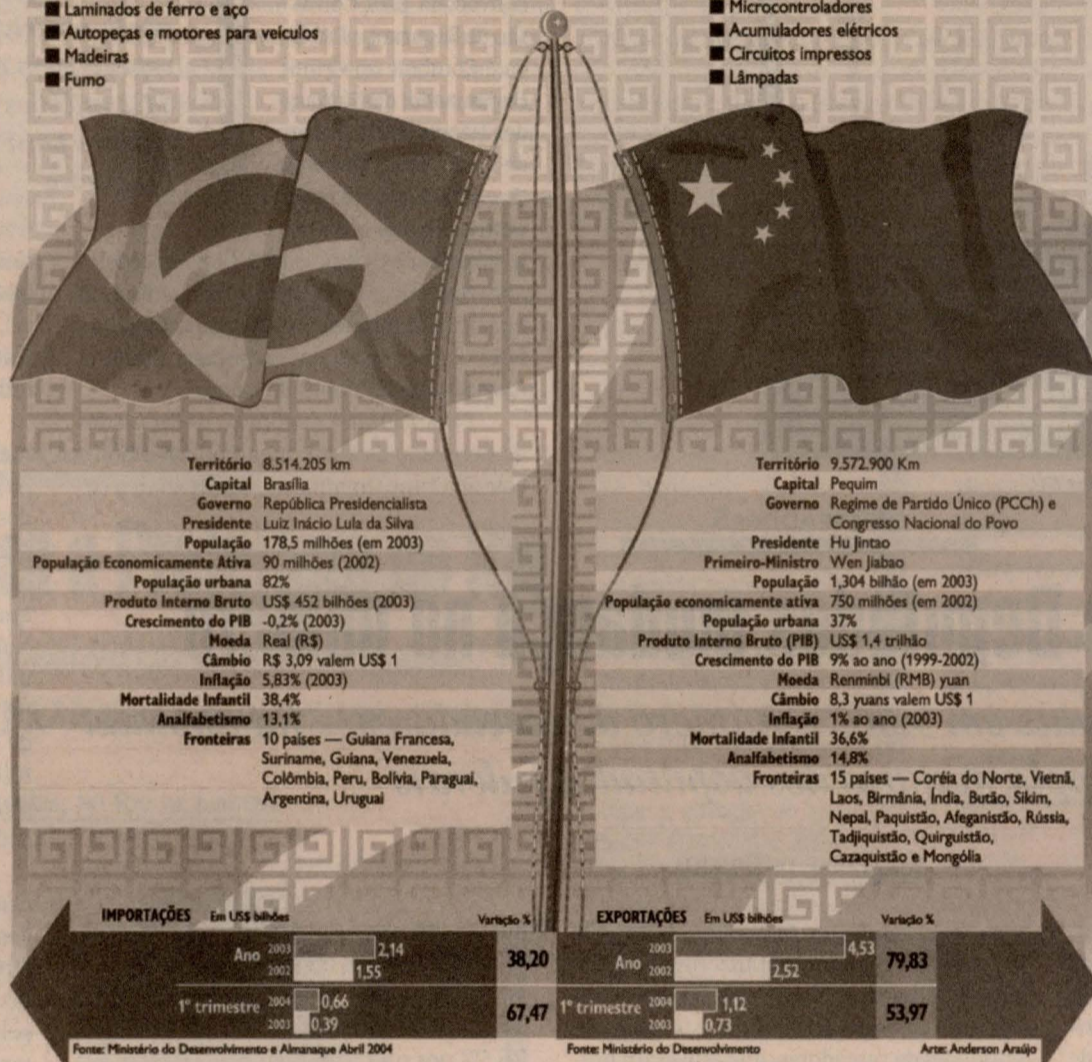 ■ Laminados de ferro e aço
■ Autopeças e motores para veículos
■ Madeiras
■ Fumo
■ Microcontroladores
■ Acumuladores elétricos
■ Circuitos impressos
■ Lâmpadas
Território 8.514.205 km
Capital Brasília
Governo República Presidencialista
Presidente Luiz Inácio Lula da Silva
População 178,5 milhões (em 2003)
População Economicamente Ativa 90 milhões (2002)
População urbana 82%
Produto Interno Bruto US$ 452 bilhões (2003)
Crescimento do PIB -0,2% (2003)
Moeda Real (R$)
Câmbio R$ 3,09 valem US$ 1
Inflação 5,83% (2003)
Mortalidade Infantil 38,4%
Analfabetismo 13,1%
Fronteiras 10 países — Guiana Francesa,
Suriname, Guiana, Venezuela,
Colômbia, Peru, Bolívia, Paraguai,
Argentina, Uruguai
Território 9.572.900 Km
Capital Pequim
Governo Regime de Partido Único (PCCh) e
Congresso Nacional do Povo
Presidente Hu Jintao
Primeiro-Ministro Wen Jiabao
População 1,304 bilhão (em 2003)
População economicamente ativa 750 milhões (em 2002)
População urbana 37%
Produto Interno Bruto (PIB) US$ 1,4 trilhão
Crescimento do PIB 9% ao ano (1999-2002)
Moeda Renminbi (RMB) yuan
Câmbio 8,3 yuans valem US$ 1
Inflação 1% ao ano (2003)
Mortalidade Infantil 36,6%
Analfabetismo 14,8%
Fronteiras 15 países — Coréia do Norte, Vietnã,
Laos, Birmânia, Índia, Butão, Sikim,
Nepal, Paquistão, Afeganistão, Rússia,
Tadjiquistão, Quirguistão,
Cazaquistão e Mongólia
IMPORTAÇÕES Em US$ bilhões Variação %
Ano 2003 2,14 38,20
2002 1,55
1º trimestre 2004 0,66 67,47
2003 0,39
Fonte: Ministério do Desenvolvimento e Almanaque Abril 2004
EXPORTAÇÕES Em US$ bilhões Variação %
Ano 2003 4,53 79,83
2002 2,52
1º trimestre 2004 1,12 53,97
2003 0,73
Fonte: Ministério do Desenvolvimento
Arte: Anderson Araújo